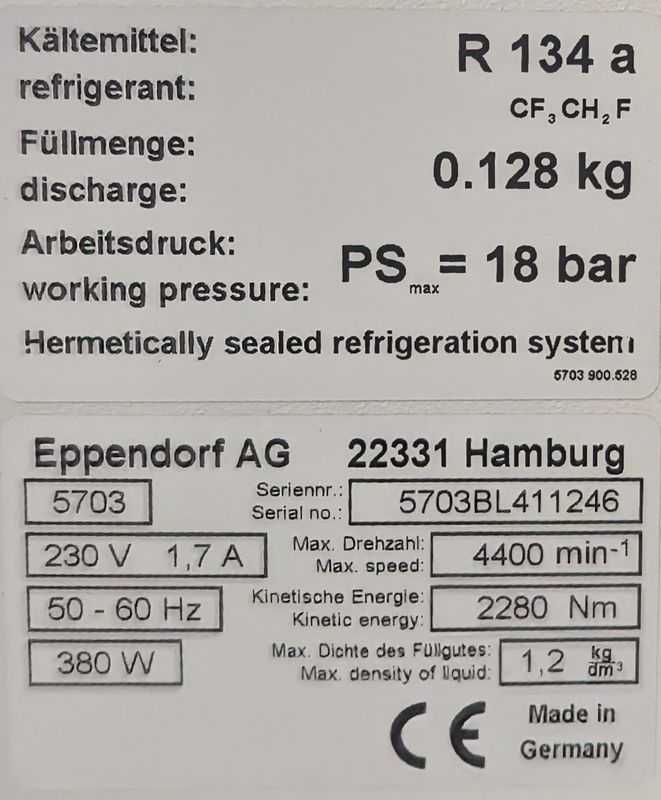 Kältemittel: R 134 a
refrigerant: CF₃CH₂F
Füllmenge: 0.128 kg
discharge:
Arbeitsdruck: PSmax = 18 bar
working pressure:
Hermetically sealed refrigeration system
5703 900.528
Eppendorf AG 22331 Hamburg
5703 Seriennr.: 5703BL411246
Serial no.:
230 V 1,7 A Max. Drehzahl: 4400 min⁻¹
Max. speed:
50 - 60 Hz Kinetische Energie: 2280 Nm
Kinetic energy:
380 W Max. Dichte des Füllgutes: 1,2 kg/dm³
Max. density of liquid:
CE Made in
Germany